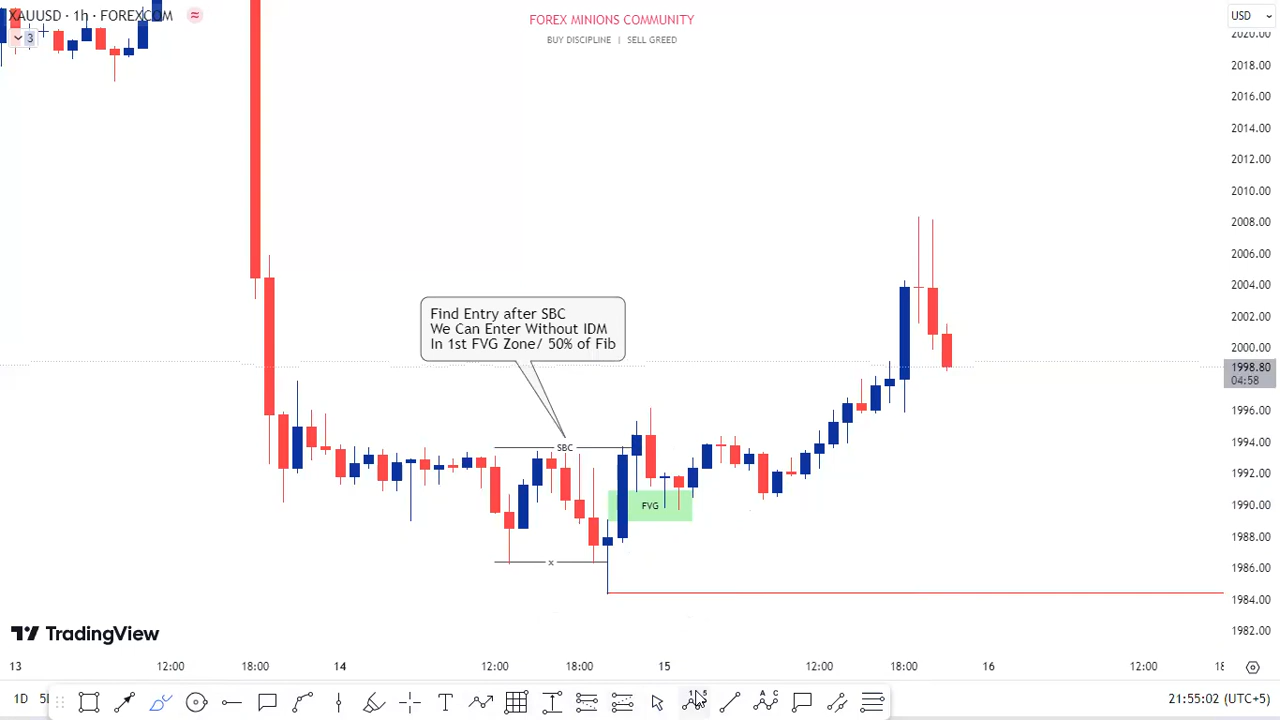 XAUUSD · 1h · FOREXCOM
3
FOREX MINIONS COMMUNITY
BUY DISCIPLINE | SELL GREED
USD
2020.00
2018.00
2016.00
2014.00
2012.00
2010.00
2008.00
2006.00
2004.00
2002.00
2000.00
1998.80
04:58
1996.00
1994.00
1992.00
1990.00
1988.00
1986.00
1984.00
1982.00
Find Entry after SBC
We Can Enter Without IDM
In 1st FVG Zone/ 50% of Fib
SBC
FVG
x
TradingView
13 12:00 18:00 14 12:00 18:00 15 12:00 18:00 16 12:00
1D
21:55:02 (UTC+5)